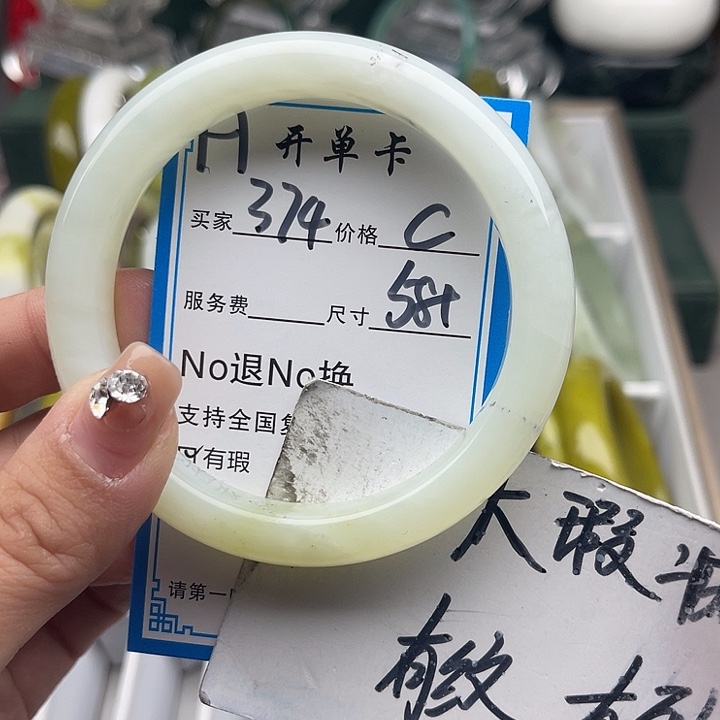 H 开单卡
买家 374 价格 C
服务费 尺寸 58+
No退No换
支持全国复
有瑕
请第一
大瑕
有纹